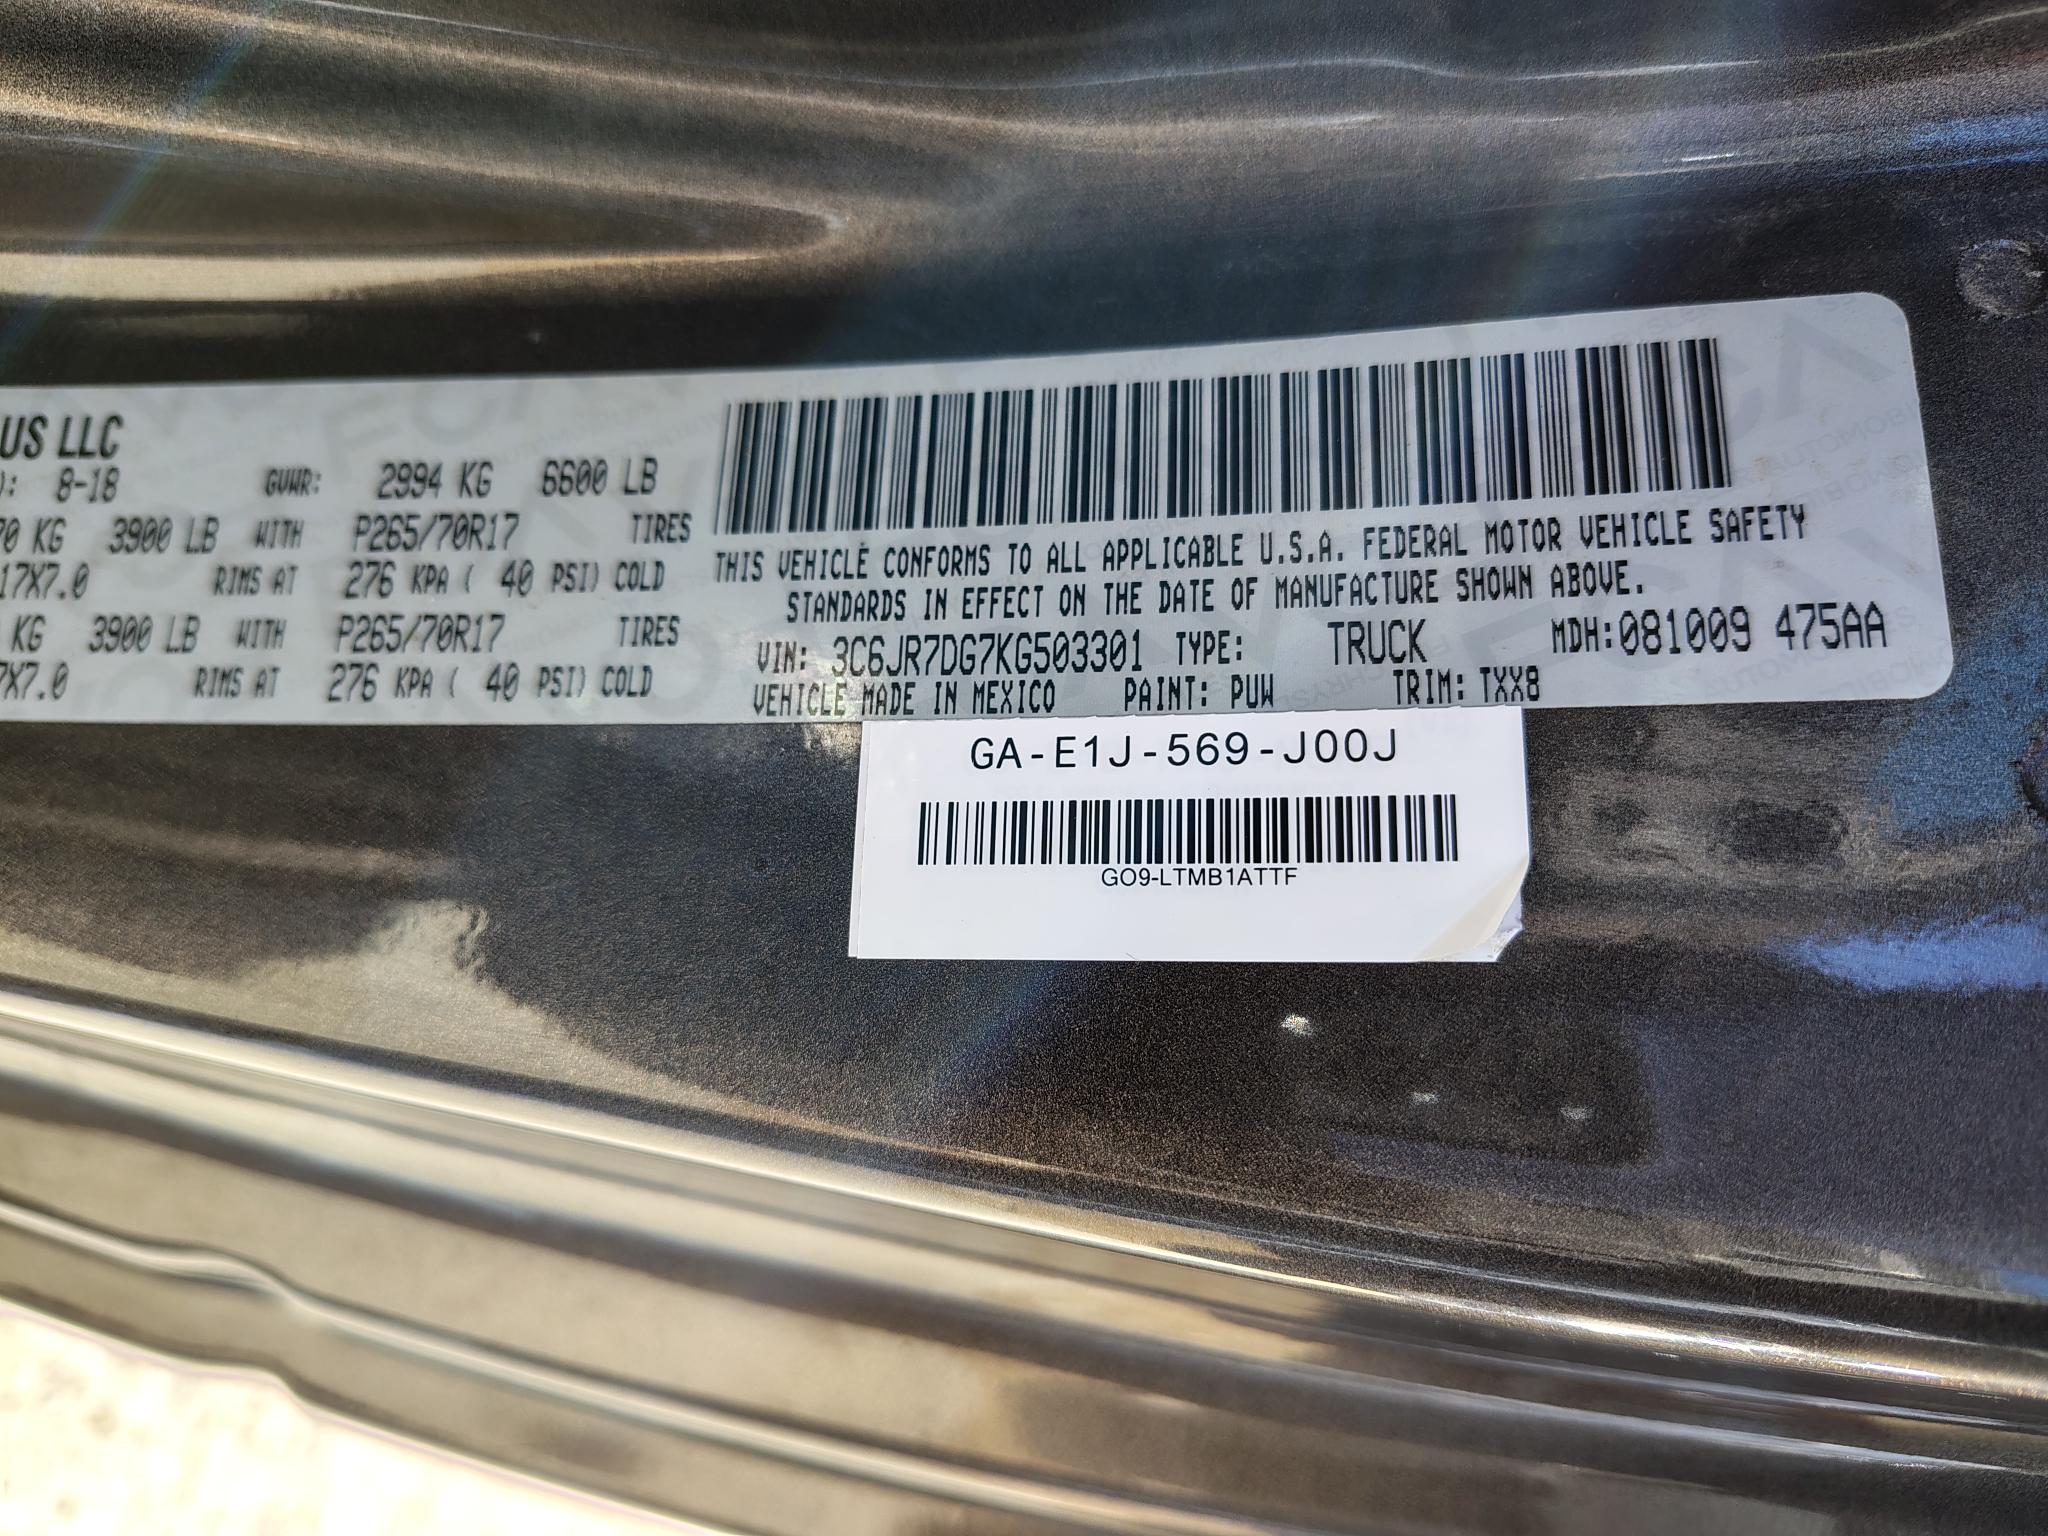 US LLC
): 8-18 GVWR: 2994 KG 6600 LB
70 KG 3900 LB WITH P265/70R17 TIRES
17X7.0 RIMS AT 276 KPA ( 40 PSI) COLD
KG 3900 LB WITH P265/70R17 TIRES
7X7.0 RIMS AT 276 KPA ( 40 PSI) COLD
THIS VEHICLE CONFORMS TO ALL APPLICABLE U.S.A. FEDERAL MOTOR VEHICLE SAFETY
STANDARDS IN EFFECT ON THE DATE OF MANUFACTURE SHOWN ABOVE.
VIN: 3C6JR7DG7KG503301 TYPE: TRUCK MDH:081009 475AA
VEHICLE MADE IN MEXICO PAINT: PUW TRIM: TXX8
GA-E1J-569-J00J
GO9-LTMB1ATTF